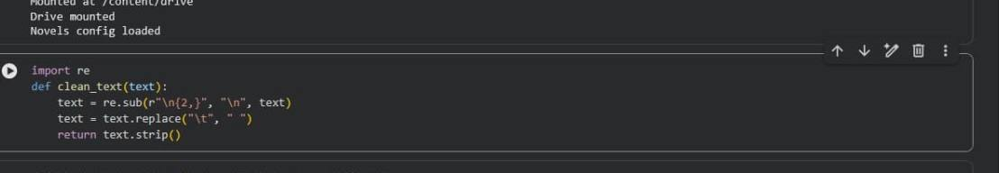 Mounted at /content/drive
Drive mounted
Novels config loaded
import re
def clean_text(text):
    text = re.sub(r"\n{2,}", "\n", text)
    text = text.replace("\t", " ")
    return text.strip()